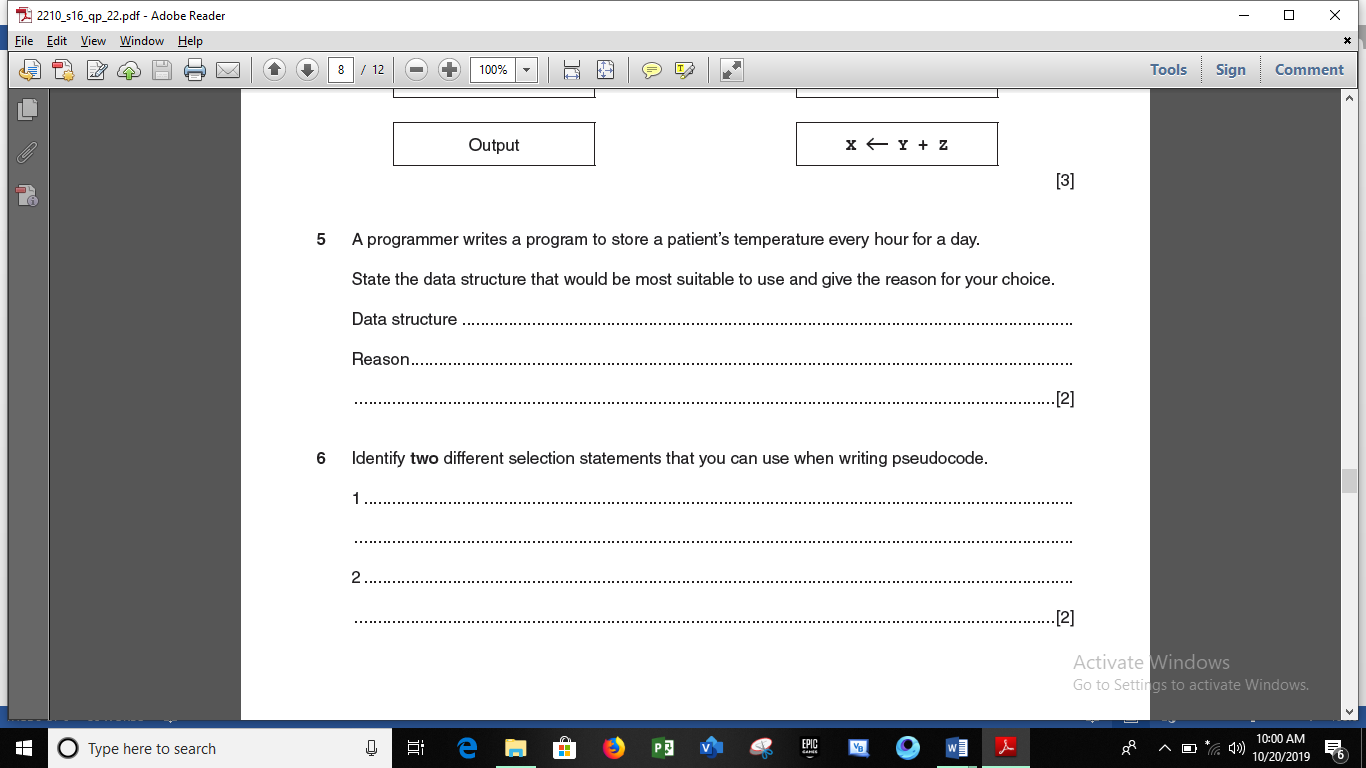 2210_s16_qp_22.pdf - Adobe Reader
File Edit View Window Help
8 / 12 100% Tools Sign Comment
Output X ← Y + Z
[3]
5 A programmer writes a program to store a patient’s temperature every hour for a day.
State the data structure that would be most suitable to use and give the reason for your choice.
Data structure ....................................................................................................
Reason....................................................................................................
....................................................................................................[2]
6 Identify two different selection statements that you can use when writing pseudocode.
1 ....................................................................................................
....................................................................................................
2 ....................................................................................................
....................................................................................................[2]
Activate Windows
Go to Settings to activate Windows.
Type here to search
10:00 AM
10/20/2019
6